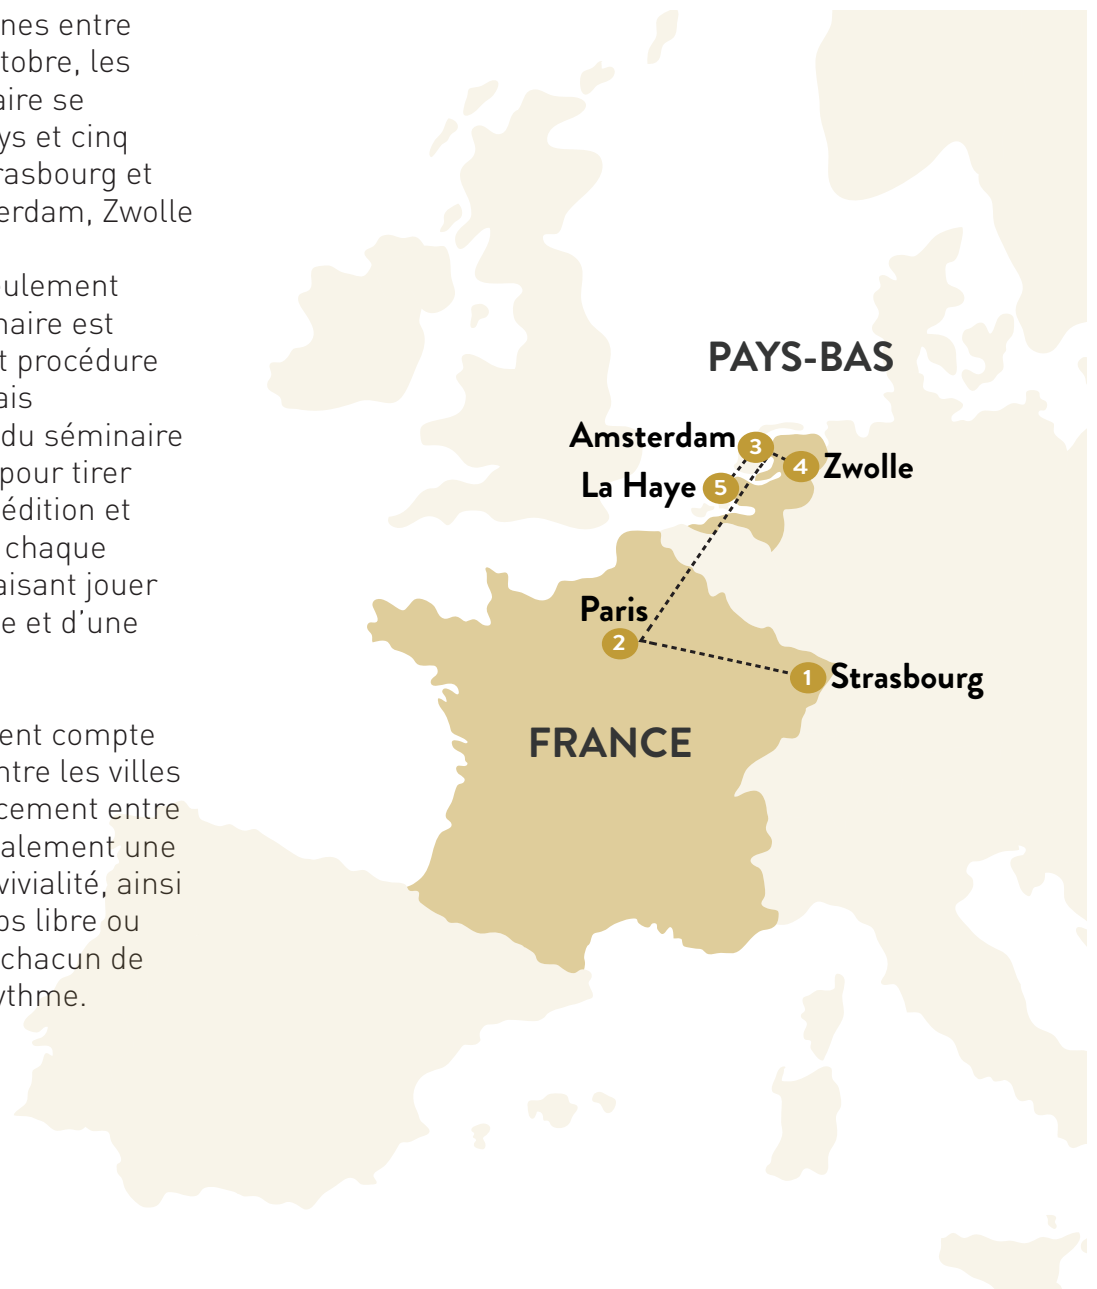 nes entre
tobre, les
aire se
ys et cinq
rasbourg et
erdam, Zwolle
ulement
naire est
t procédure
ais
du séminaire
pour tirer
édition et
chaque
aisant jouer
e et d’une
ent compte
ntre les villes
cement entre
alement une
vivialité, ainsi
ps libre ou
chacun de
ythme.
PAYS-BAS
Amsterdam 3
4 Zwolle
La Haye 5
Paris
2
1 Strasbourg
FRANCE